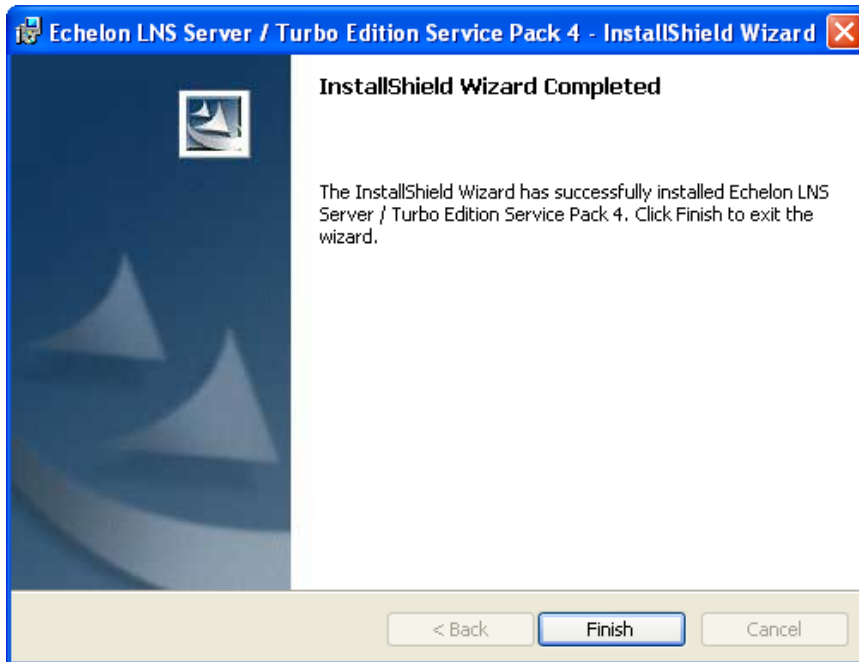 Echelon LNS Server / Turbo Edition Service Pack 4 - InstallShield Wizard
InstallShield Wizard Completed
The InstallShield Wizard has successfully installed Echelon LNS
Server / Turbo Edition Service Pack 4. Click Finish to exit the
wizard.
< Back Finish Cancel